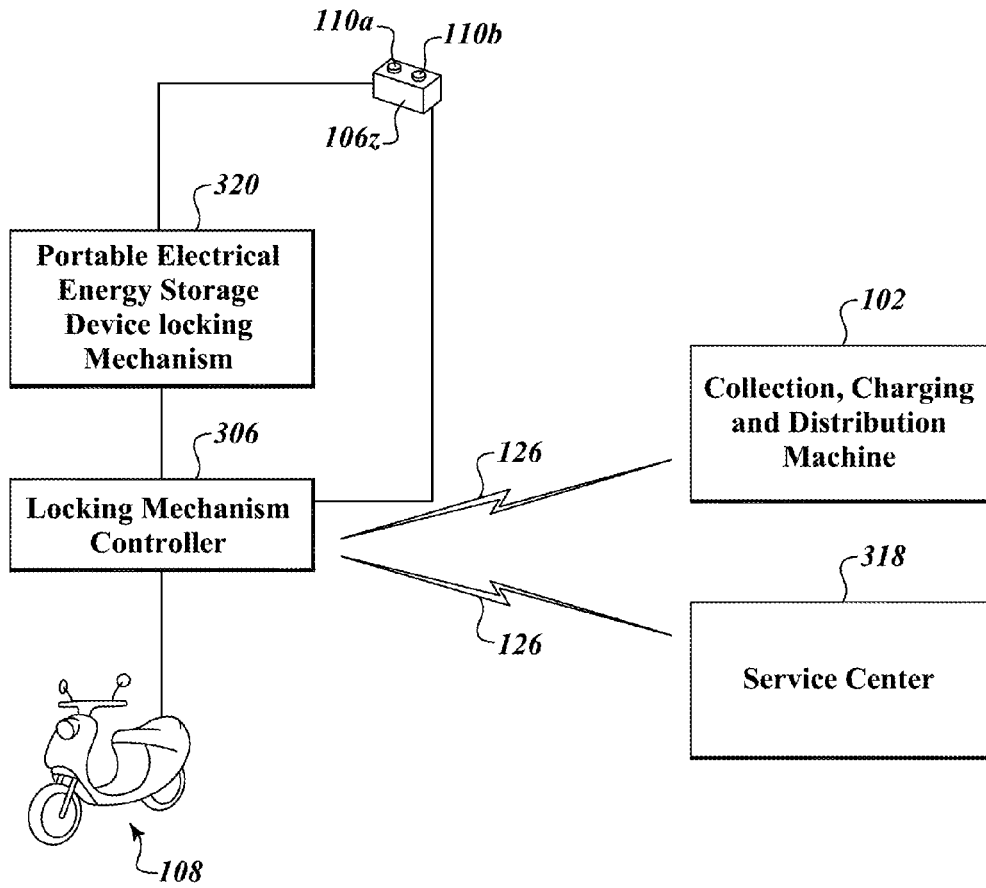 110a
110b
106z
320
Portable Electrical
Energy Storage
Device locking
Mechanism
306
Locking Mechanism
Controller
126
126
102
Collection, Charging
and Distribution
Machine
318
Service Center
108